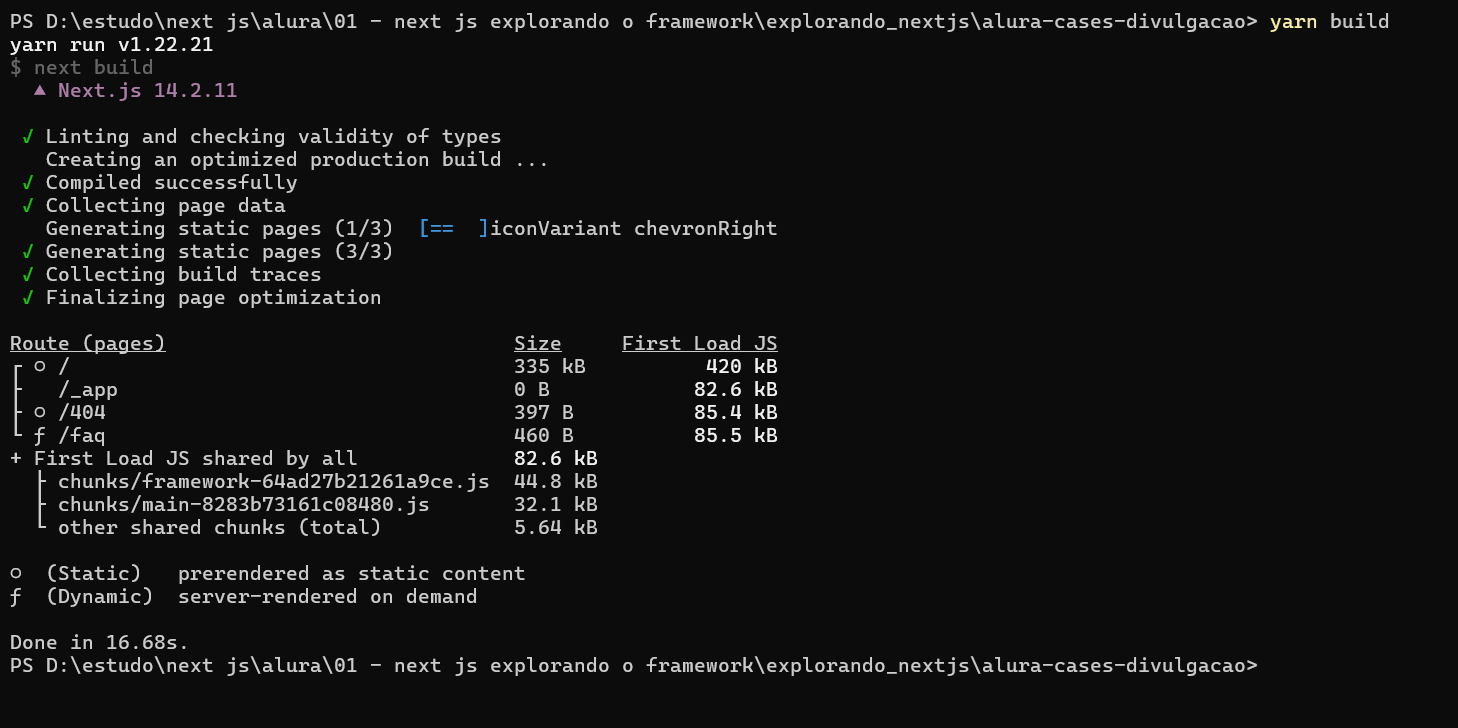 PS D:\estudo\next js\alura\01 - next js explorando o framework\explorando_nextjs\alura-cases-divulgacao> yarn build
yarn run v1.22.21
$ next build
▲ Next.js 14.2.11
√ Linting and checking validity of types
Creating an optimized production build ...
√ Compiled successfully
√ Collecting page data
Generating static pages (1/3)  [==  ]iconVariant chevronRight
√ Generating static pages (3/3)
√ Collecting build traces
√ Finalizing page optimization
Route (pages)                             Size     First Load JS
┌ ○ /                                     335 kB          420 kB
├   /_app                                 0 B            82.6 kB
├ ○ /404                                  397 B          85.4 kB
└ ƒ /faq                                  460 B          85.5 kB
+ First Load JS shared by all             82.6 kB
├ chunks/framework-64ad27b21261a9ce.js  44.8 kB
├ chunks/main-8283b73161c08480.js       32.1 kB
└ other shared chunks (total)           5.64 kB
○  (Static)   prerendered as static content
ƒ  (Dynamic)  server-rendered on demand
Done in 16.68s.
PS D:\estudo\next js\alura\01 - next js explorando o framework\explorando_nextjs\alura-cases-divulgacao>